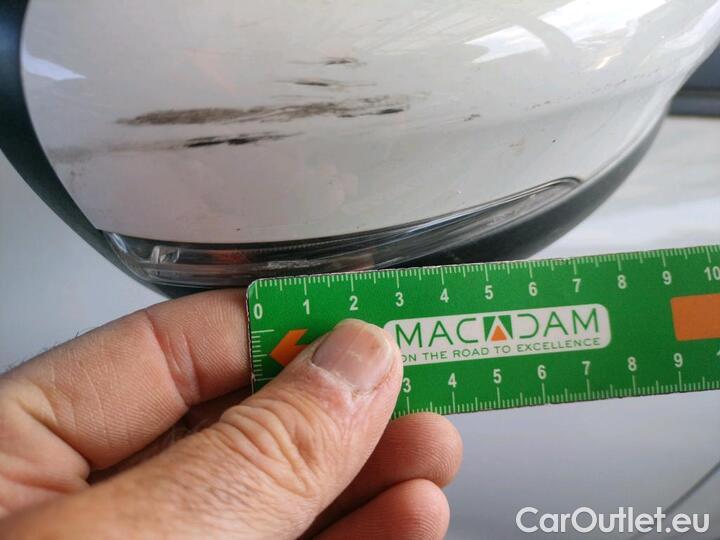 0 1 2 3 4 5 6 7 8 9 10
MACADAM
ON THE ROAD TO EXCELLENCE
3 4 5 6 7 8 9
CarOutlet.eu